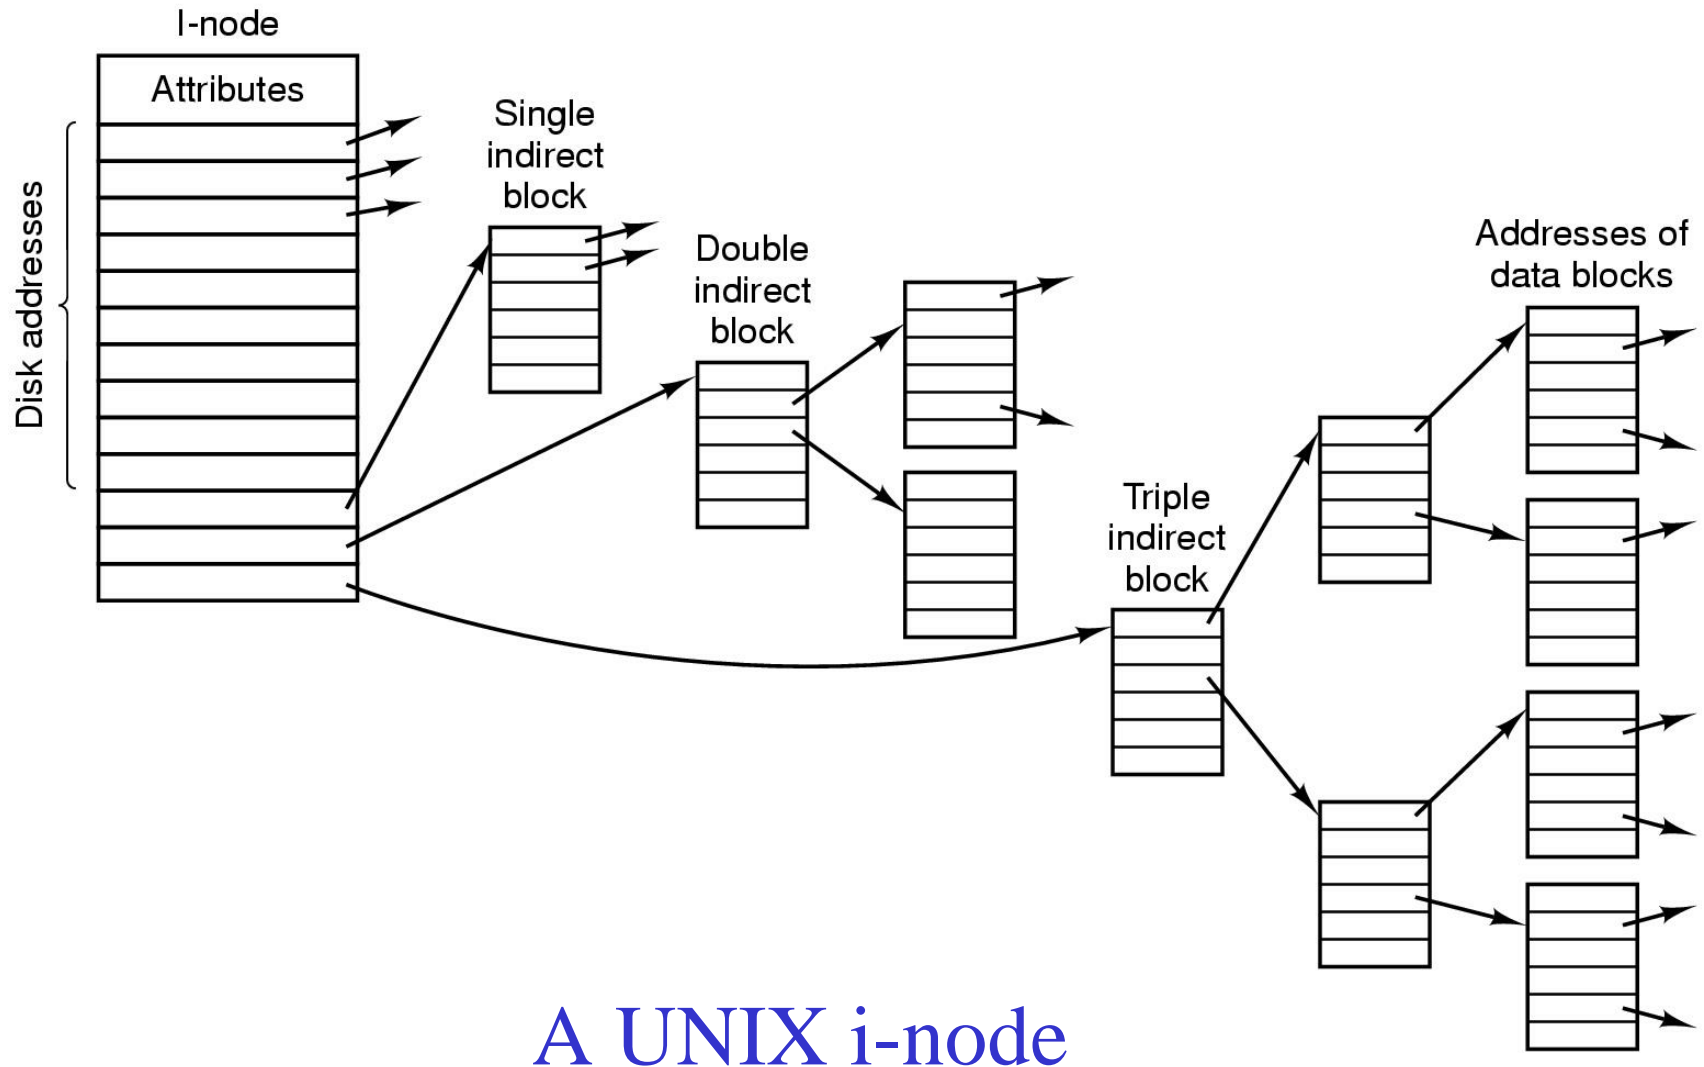 I-node
Attributes
Disk addresses
Single
indirect
block
Double
indirect
block
Triple
indirect
block
Addresses of
data blocks
A UNIX i-node